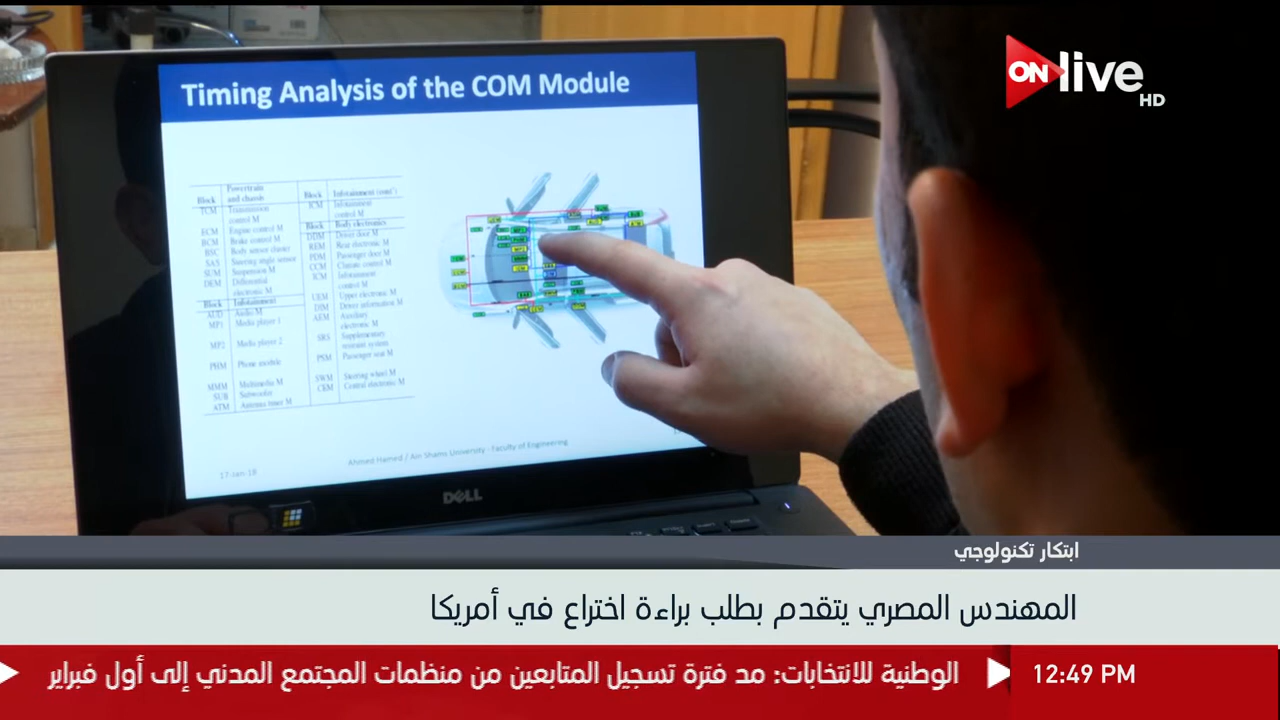 Timing Analysis of the COM Module
Block Powertrain and chassis
TCM Transmission control M
ECM Engine control M
BCM Brake control M
BSC Body sensor cluster
SAS Steering angle sensor
SUM Suspension M
DEM Differential electronic M
Block Infotainment
AUD Audio M
MP1 Media player 1
MP2 Media player 2
PHM Phone module
MMM Multimedia M
SUB Subwoofer
ATM Antenna tuner M
Block Infotainment (cont')
ICM Infotainment control M
Block Body electronics
DDM Driver door M
REM Rear electronic M
PDM Passenger door M
CCM Climate control M
ICM Infotainment control M
UEM Upper electronic M
DIM Driver information M
AEM Auxiliary electronic M
SRS Supplementary restraint system
PSM Passenger seat M
SWM Steering wheel M
CEM Central electronic M
17-Jan-18
Ahmed Hamed / Ain Shams University - Faculty of Engineering
DELL
ON live
HD
ابتكار تكنولوجي
المهندس المصري يتقدم بطلب براءة اختراع في أمريكا
الوطنية للانتخابات: مد فترة تسجيل المتابعين من منظمات المجتمع المدني إلى أول فبراير
12:49 PM